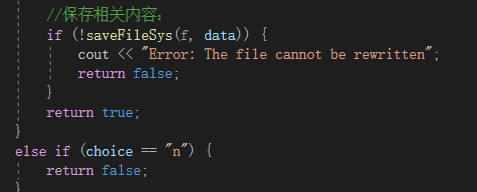 //保存相关内容：
if (!saveFileSys(f, data)) {
cout << "Error: The file cannot be rewritten";
return false;
}
return true;
}
else if (choice == "n") {
return false;
}